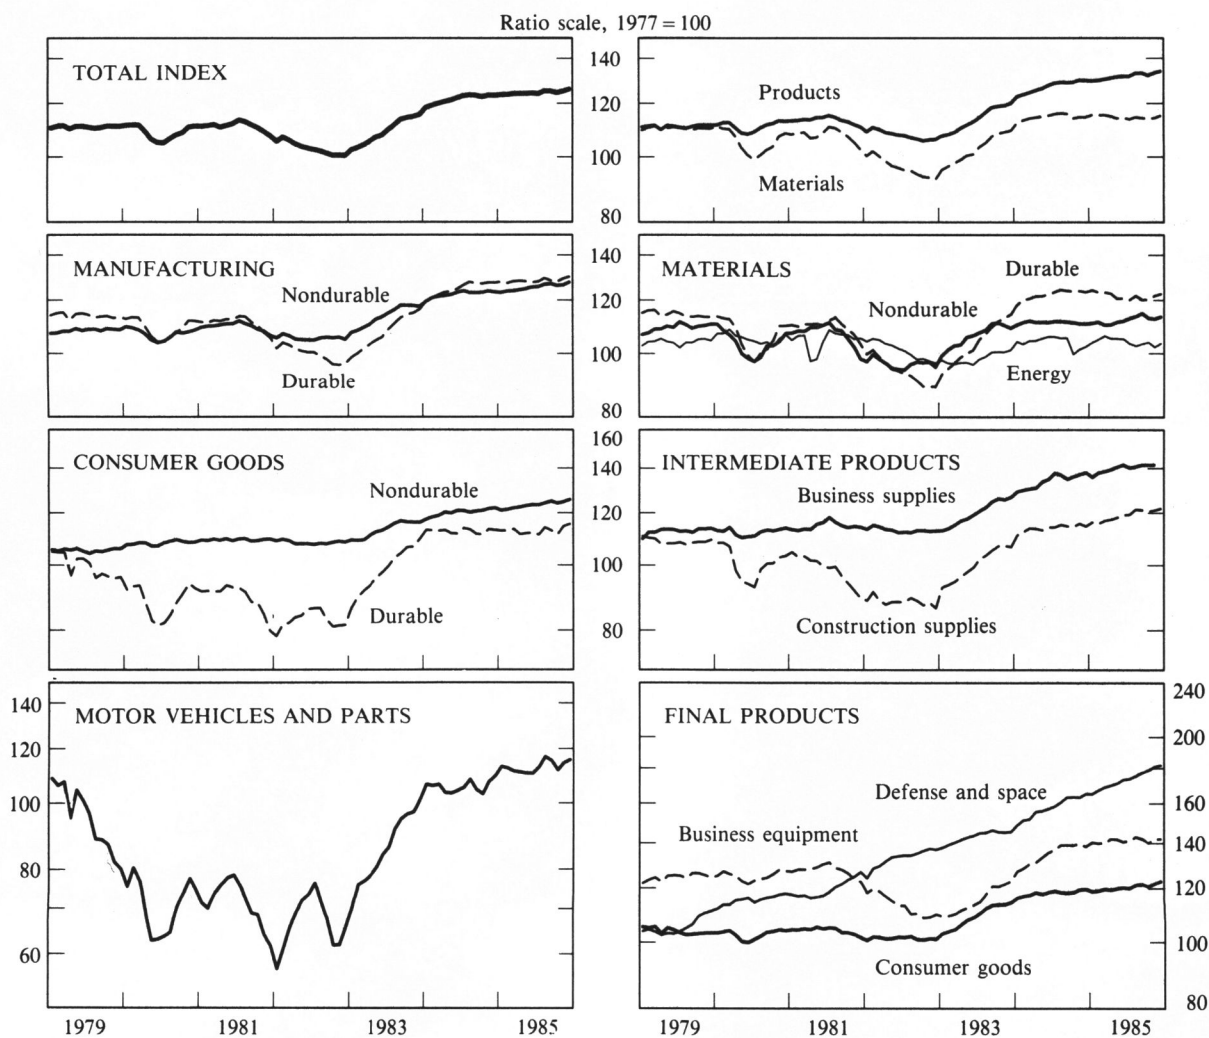 Ratio scale, 1977 = 100
TOTAL INDEX
140
120
100
80
Products
Materials
MANUFACTURING
Nondurable
Durable
140
120
100
80
MATERIALS
Durable
Nondurable
Energy
CONSUMER GOODS
Nondurable
Durable
160
140
120
100
80
INTERMEDIATE PRODUCTS
Business supplies
Construction supplies
140
120
100
80
60
MOTOR VEHICLES AND PARTS
1979 1981 1983 1985
FINAL PRODUCTS
Defense and space
Business equipment
Consumer goods
240
200
160
140
120
100
80
1979 1981 1983 1985